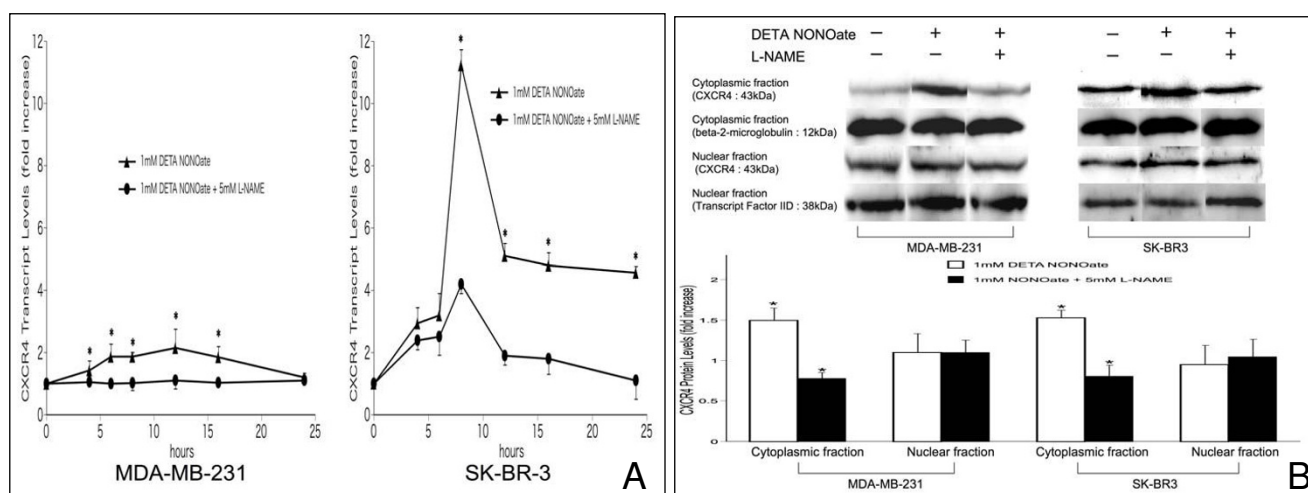 CXCR4 Transcript Levels (fold increase)
12
10
8
6
4
2
0
1mM DETA NONOate
1mM DETA NONOate + 5mM L-NAME
0 5 10 15 20 25
hours
MDA-MB-231
* * * * *
CXCR4 Transcript Levels (fold increase)
12
10
8
6
4
2
0
1mM DETA NONOate
1mM DETA NONOate + 5mM L-NAME
0 5 10 15 20 25
hours
SK-BR-3
* * * *
A
DETA NONOate − + + − + +
L-NAME − − + − − +
Cytoplasmic fraction
(CXCR4 : 43kDa)
Cytoplasmic fraction
(beta-2-microglobulin : 12kDa)
Nuclear fraction
(CXCR4 : 43kDa)
Nuclear fraction
(Transcript Factor IID : 38kDa)
MDA-MB-231 SK-BR3
CXCR4 Protein Levels (fold increase)
2
1.5
1
0.5
0
1mM DETA NONOate
1mM NONOate + 5mM L-NAME
* * * *
Cytoplasmic fraction Nuclear fraction Cytoplasmic fraction Nuclear fraction
MDA-MB-231 SK-BR3
B